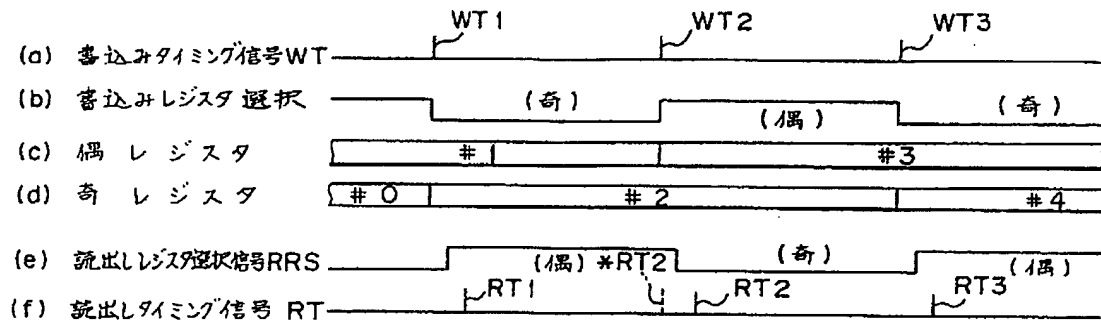 WT1 WT2 WT3
(a) 書込みタイミング信号WT
(b) 書込みレジスタ選択 (奇) (偶) (奇)
(c) 偶レジスタ #1 #3
(d) 奇レジスタ #0 #2 #4
(e) 読出しレジスタ選択信号RRS (偶) *RT2 (奇) (偶)
(f) 読出しタイミング信号 RT RT1 RT2 RT3